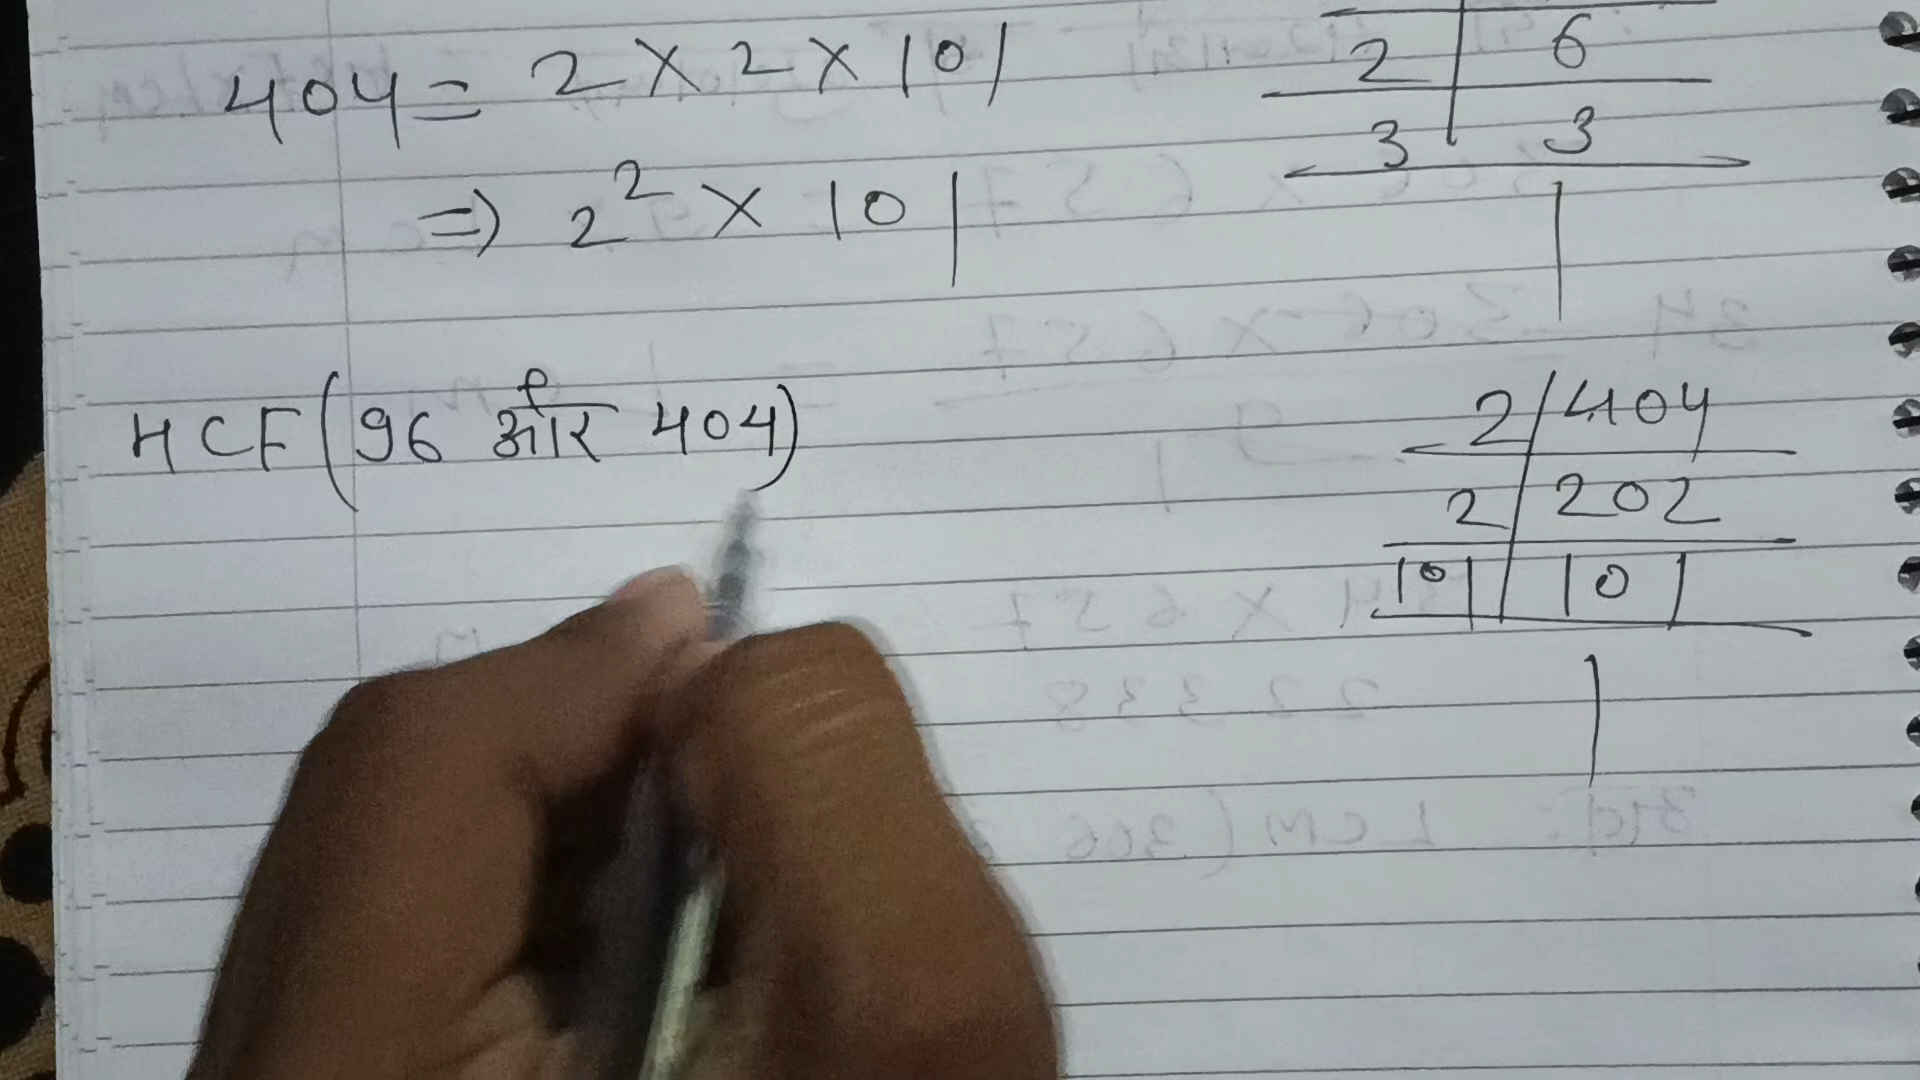 404 = 2 × 2 × 101
⇒ 2² × 101
HCF (96 और 404)
2 | 6
3 | 3
1
2 | 404
2 | 202
101 | 101
1